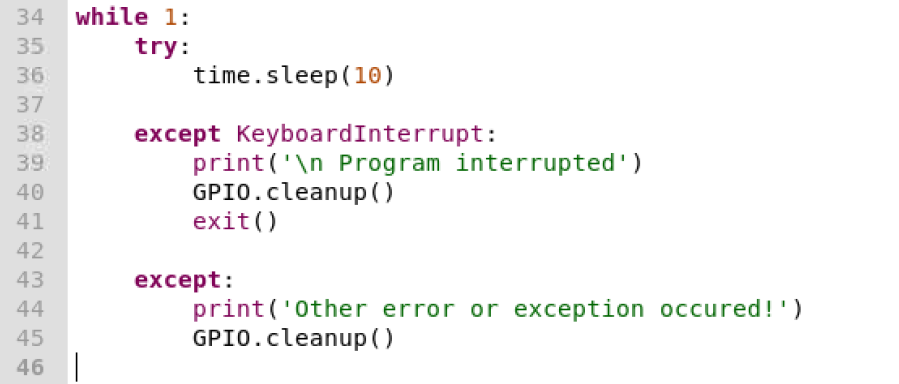 34 while 1:
35     try:
36         time.sleep(10)
37
38     except KeyboardInterrupt:
39         print('\n Program interrupted')
40         GPIO.cleanup()
41         exit()
42
43     except:
44         print('Other error or exception occured!')
45         GPIO.cleanup()
46